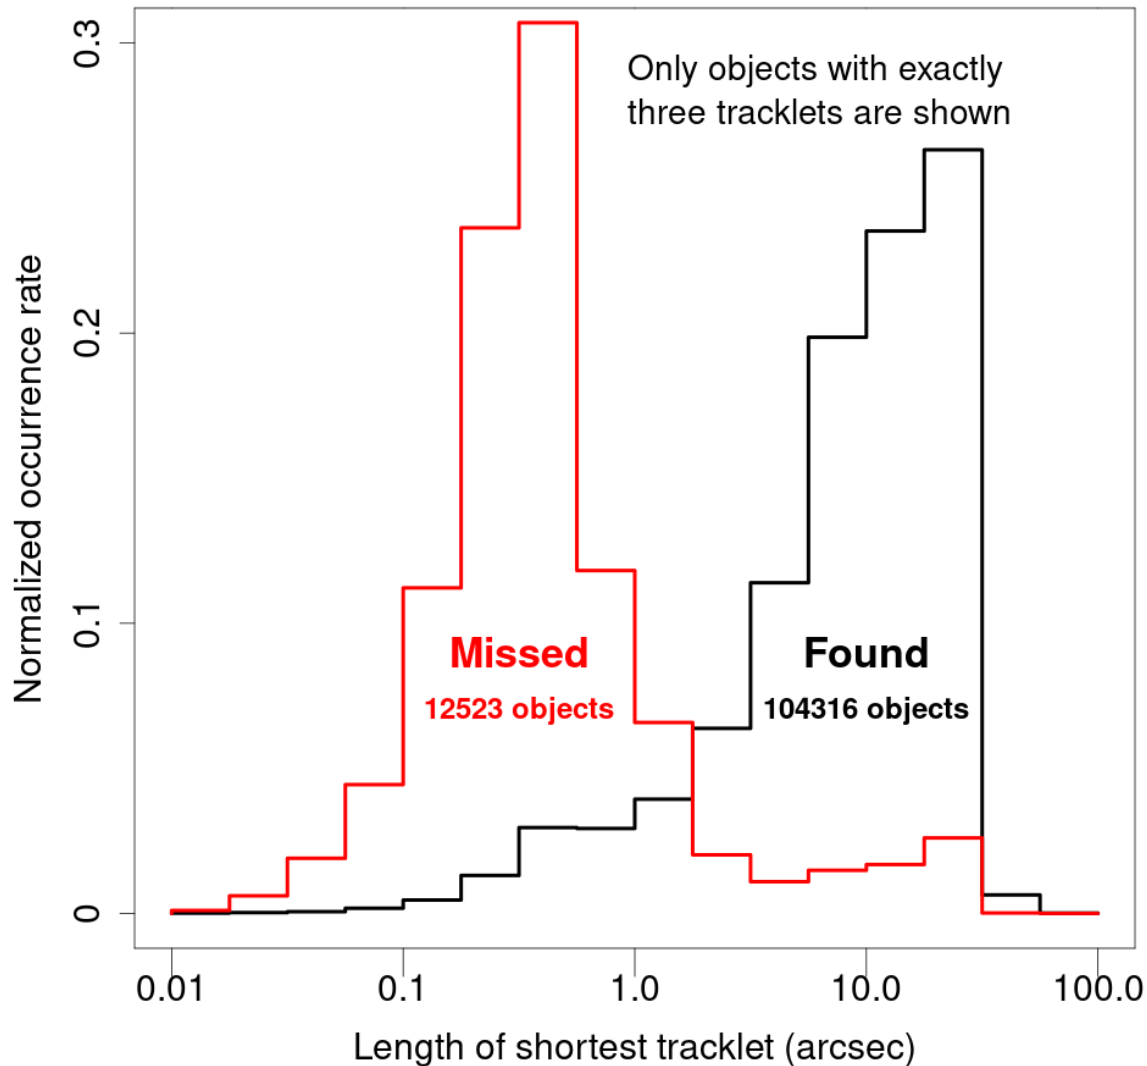 Only objects with exactly
three tracklets are shown
Normalized occurrence rate
0.3
0.2
0.1
0
Missed
12523 objects
Found
104316 objects
0.01
0.1
1.0
10.0
100.0
Length of shortest tracklet (arcsec)